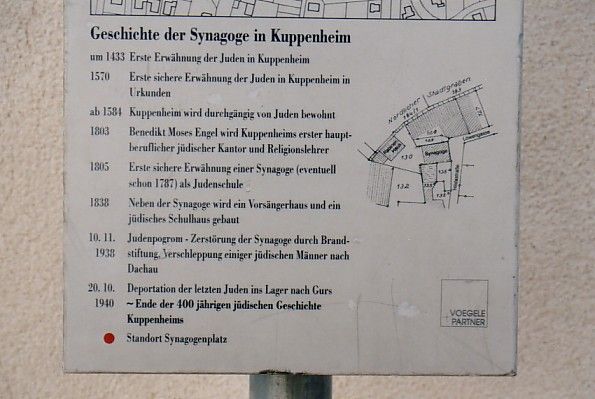 Geschichte der Synagoge in Kuppenheim
um 1433 Erste Erwähnung der Juden in Kuppenheim
1570 Erste sichere Erwähnung der Juden in Kuppenheim in
Urkunden
ab 1584 Kuppenheim wird durchgängig von Juden bewohnt
1803 Benedikt Moses Engel wird Kuppenheims erster haupt-
beruflicher jüdischer Kantor und Religionslehrer
1805 Erste sichere Erwähnung einer Synagoge (eventuell
schon 1787) als Judenschule
1838 Neben der Synagoge wird ein Vorsängerhaus und ein
jüdisches Schulhaus gebaut
10. 11. Judenpogrom - Zerstörung der Synagoge durch Brand-
1938 stiftung, Verschleppung einiger jüdischen Männer nach
Dachau
20. 10. Deportation der letzten Juden ins Lager nach Gurs
1940 ~ Ende der 400 jährigen jüdischen Geschichte
Kuppenheims
Standort Synagogenplatz
Nördlicher Stadtgraben
Löwengasse
Synagoge
130
132
VOEGELE
+ PARTNER